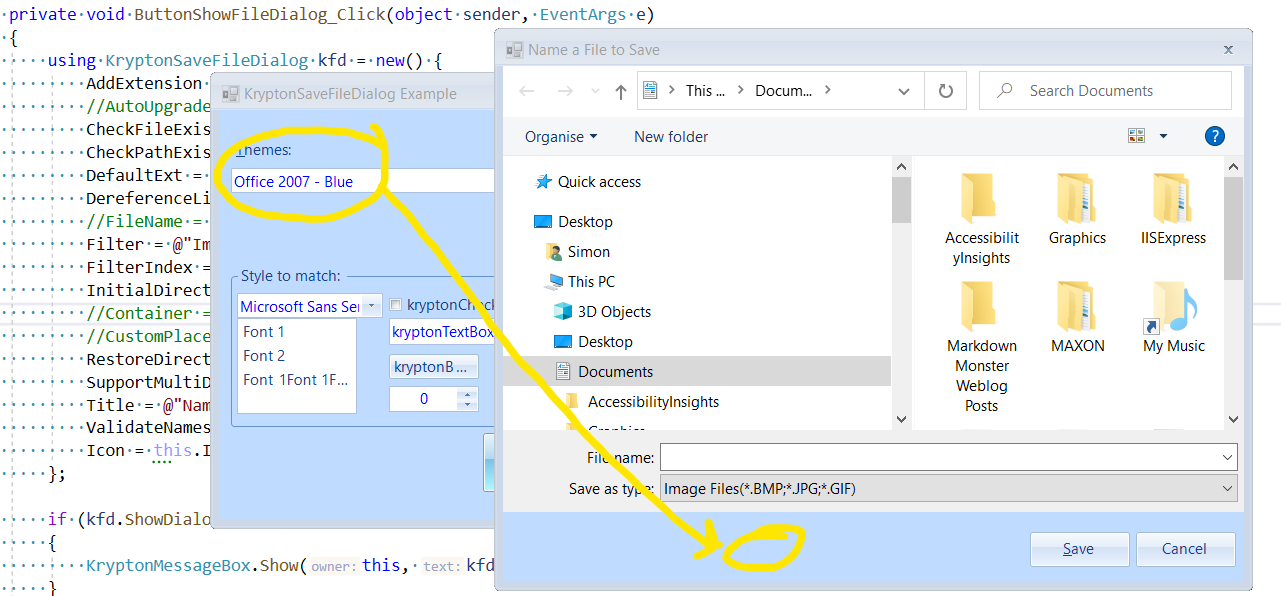 private void ButtonShowFileDialog_Click(object sender, EventArgs e)
{
using KryptonSaveFileDialog kfd = new() {
AddExtension
//AutoUpgrade
CheckFileExis
CheckPathExis
DefaultExt =
DereferenceLi
//FileName =
Filter = @"Im
FilterIndex =
InitialDirect
//Container =
//CustomPlace
RestoreDirect
SupportMultiD
Title = @"Nam
ValidateNames
Icon = this.I
};
if (kfd.ShowDialo
{
KryptonMessageBox.Show(owner: this, text: kfd
}
KryptonSaveFileDialog Example
Themes:
Office 2007 - Blue
Style to match:
Microsoft Sans Ser
kryptonCheck
Font 1
Font 2
Font 1Font 1F...
kryptonTextBox
kryptonB...
0
Name a File to Save
This ...
Docum...
Search Documents
Organise
New folder
?
Quick access
Desktop
Simon
This PC
3D Objects
Desktop
Documents
AccessibilityInsights
Graphics
Accessibilit
yInsights
Graphics
IISExpress
Markdown
Monster
Weblog
Posts
MAXON
My Music
File name:
Save as type:
Image Files(*.BMP;*.JPG;*.GIF)
Save
Cancel